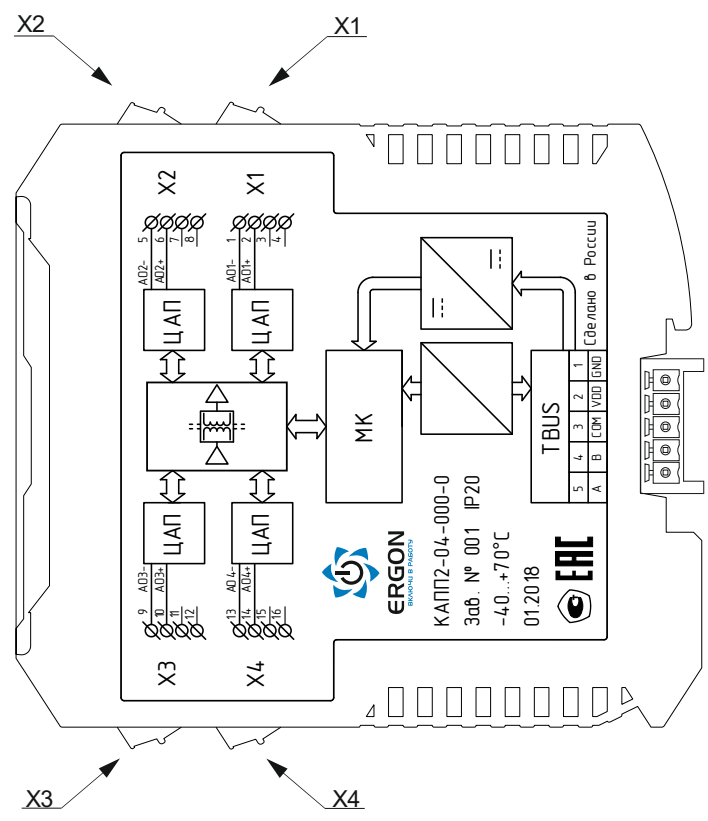 X2
X1
X2
X1
5
6
7
8
1
2
3
4
AO2-
AO2+
AO1-
AO1+
ЦАП
ЦАП
МК
TBUS
1 GND
2 VDD
3 COM
4 B
5 A
Сделано в России
ЦАП
ЦАП
AO3-
AO3+
AO4-
AO4+
9
10
11
12
13
14
15
16
X3
X4
ERGON
ВКЛЮЧИ В РАБОТУ
КАПП2-04-000-0
Зав. № 001 IP20
-40...+70°C
01.2018
ЕАС
X3
X4